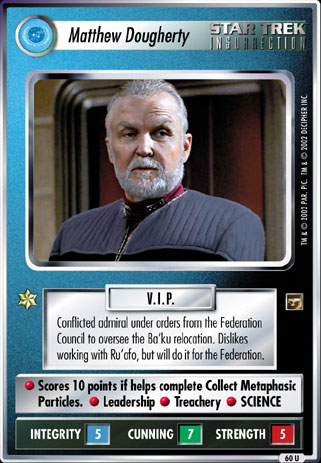 Matthew Dougherty
STAR TREK
INSURRECTION
TM & © 2002 PAR. PIC. TM & © 2002 DECIPHER INC.
V.I.P.
Conflicted admiral under orders from the Federation
Council to oversee the Ba'ku relocation. Dislikes
working with Ru'afo, but will do it for the Federation.
Scores 10 points if helps complete Collect Metaphasic
Particles. • Leadership • Treachery • SCIENCE
INTEGRITY 5 CUNNING 7 STRENGTH 5
60 U